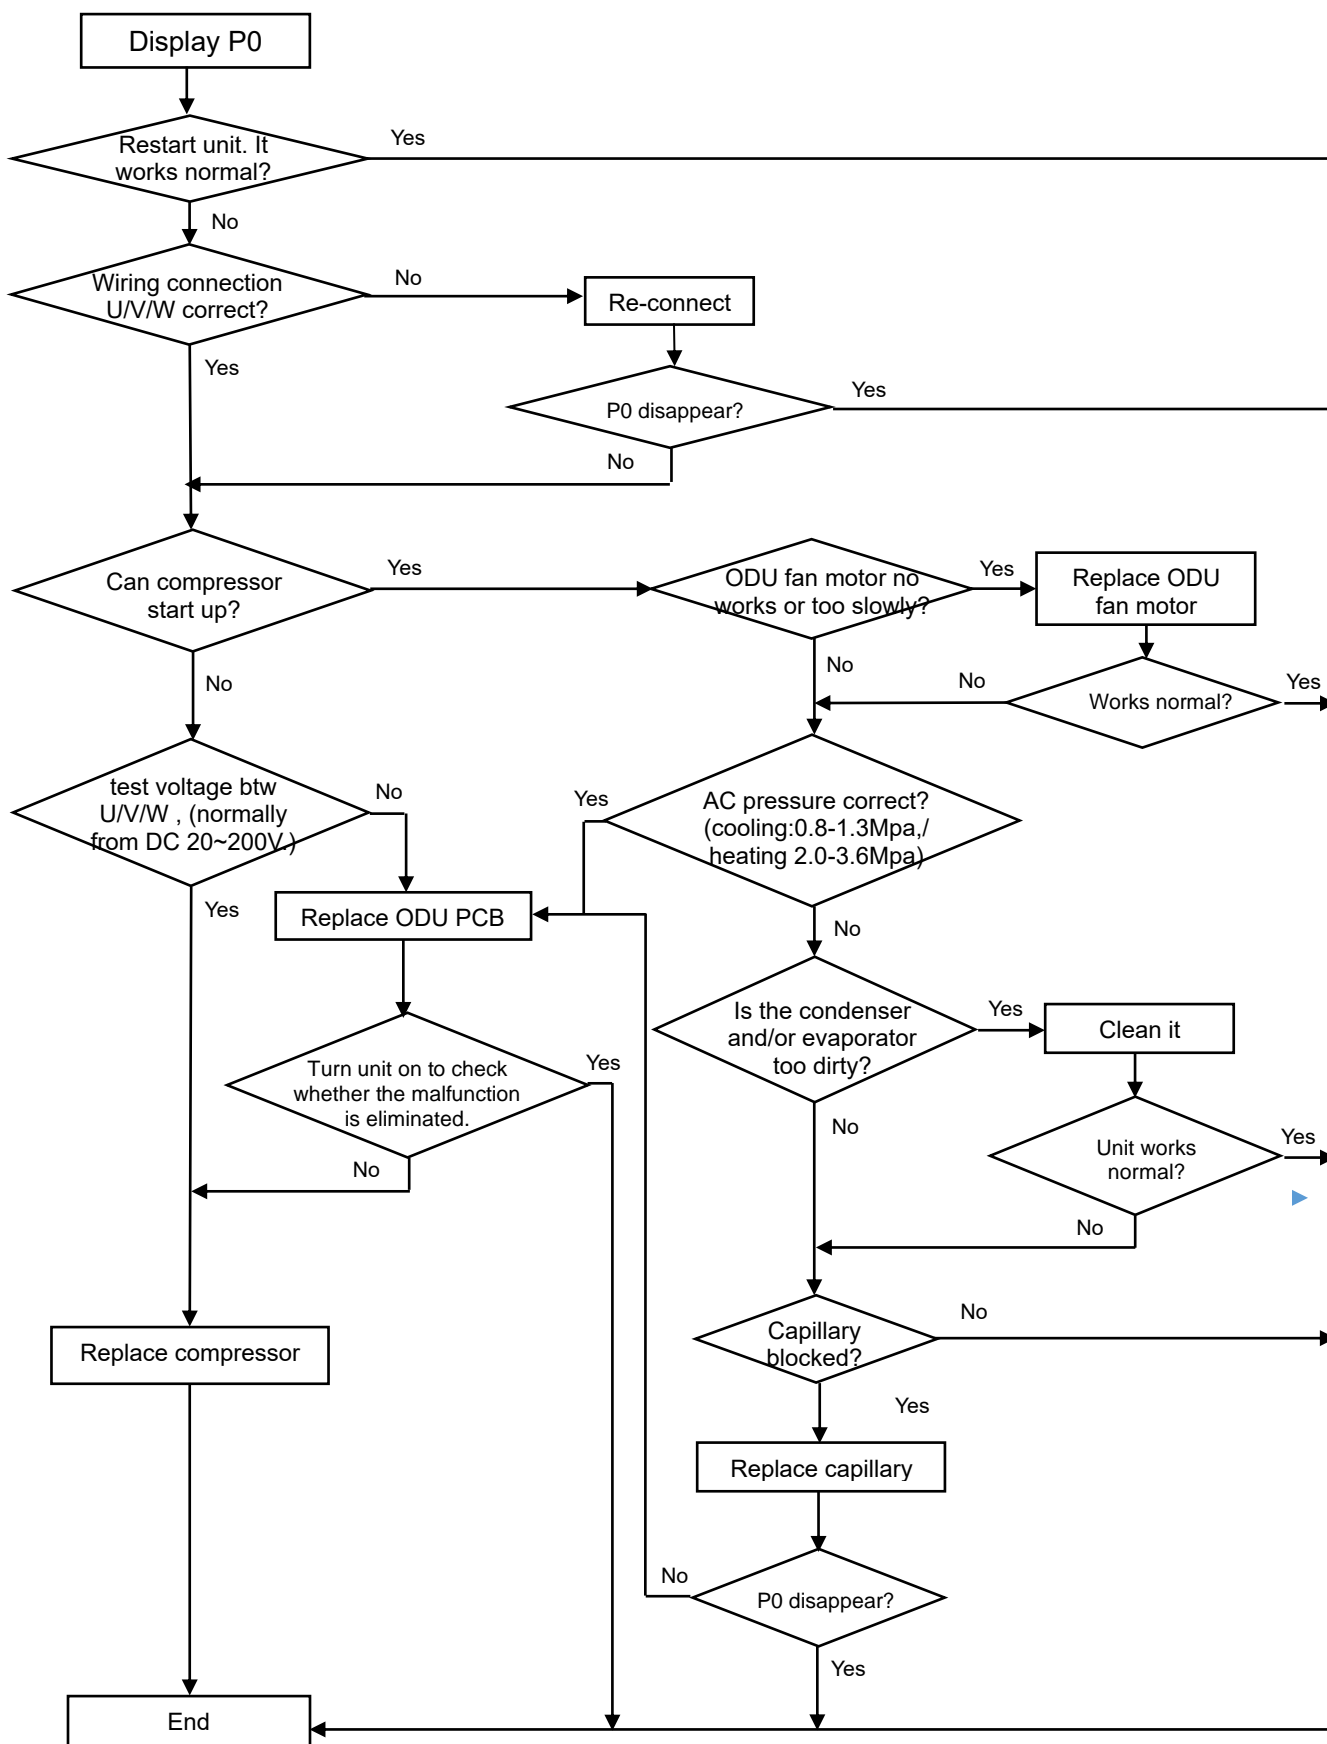 Display P0
Restart unit. It
works normal?
Yes
No
Wiring connection
U/V/W correct?
No
Re-connect
Yes
P0 disappear?
Yes
No
Can compressor
start up?
Yes
ODU fan motor no
works or too slowly?
Yes
Replace ODU
fan motor
No
No
No
Works normal?
Yes
test voltage btw
U/V/W , (normally
from DC 20~200V.)
No
Yes
AC pressure correct?
(cooling:0.8-1.3Mpa,/
heating 2.0-3.6Mpa)
Yes
Replace ODU PCB
No
Is the condenser
and/or evaporator
too dirty?
Yes
Clean it
Turn unit on to check
whether the malfunction
is eliminated.
Yes
No
No
Unit works
normal?
Yes
No
Capillary
blocked?
No
Replace compressor
Yes
Replace capillary
No
P0 disappear?
Yes
End